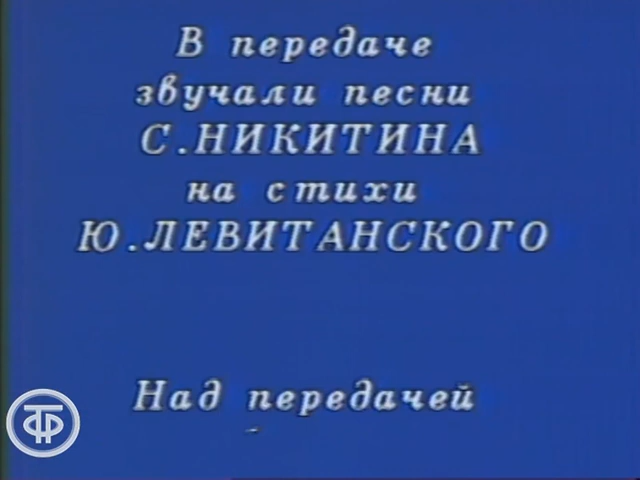 В передаче
звучали песни
С.НИКИТИНА
на стихи
Ю.ЛЕВИТАНСКОГО
Над передачей